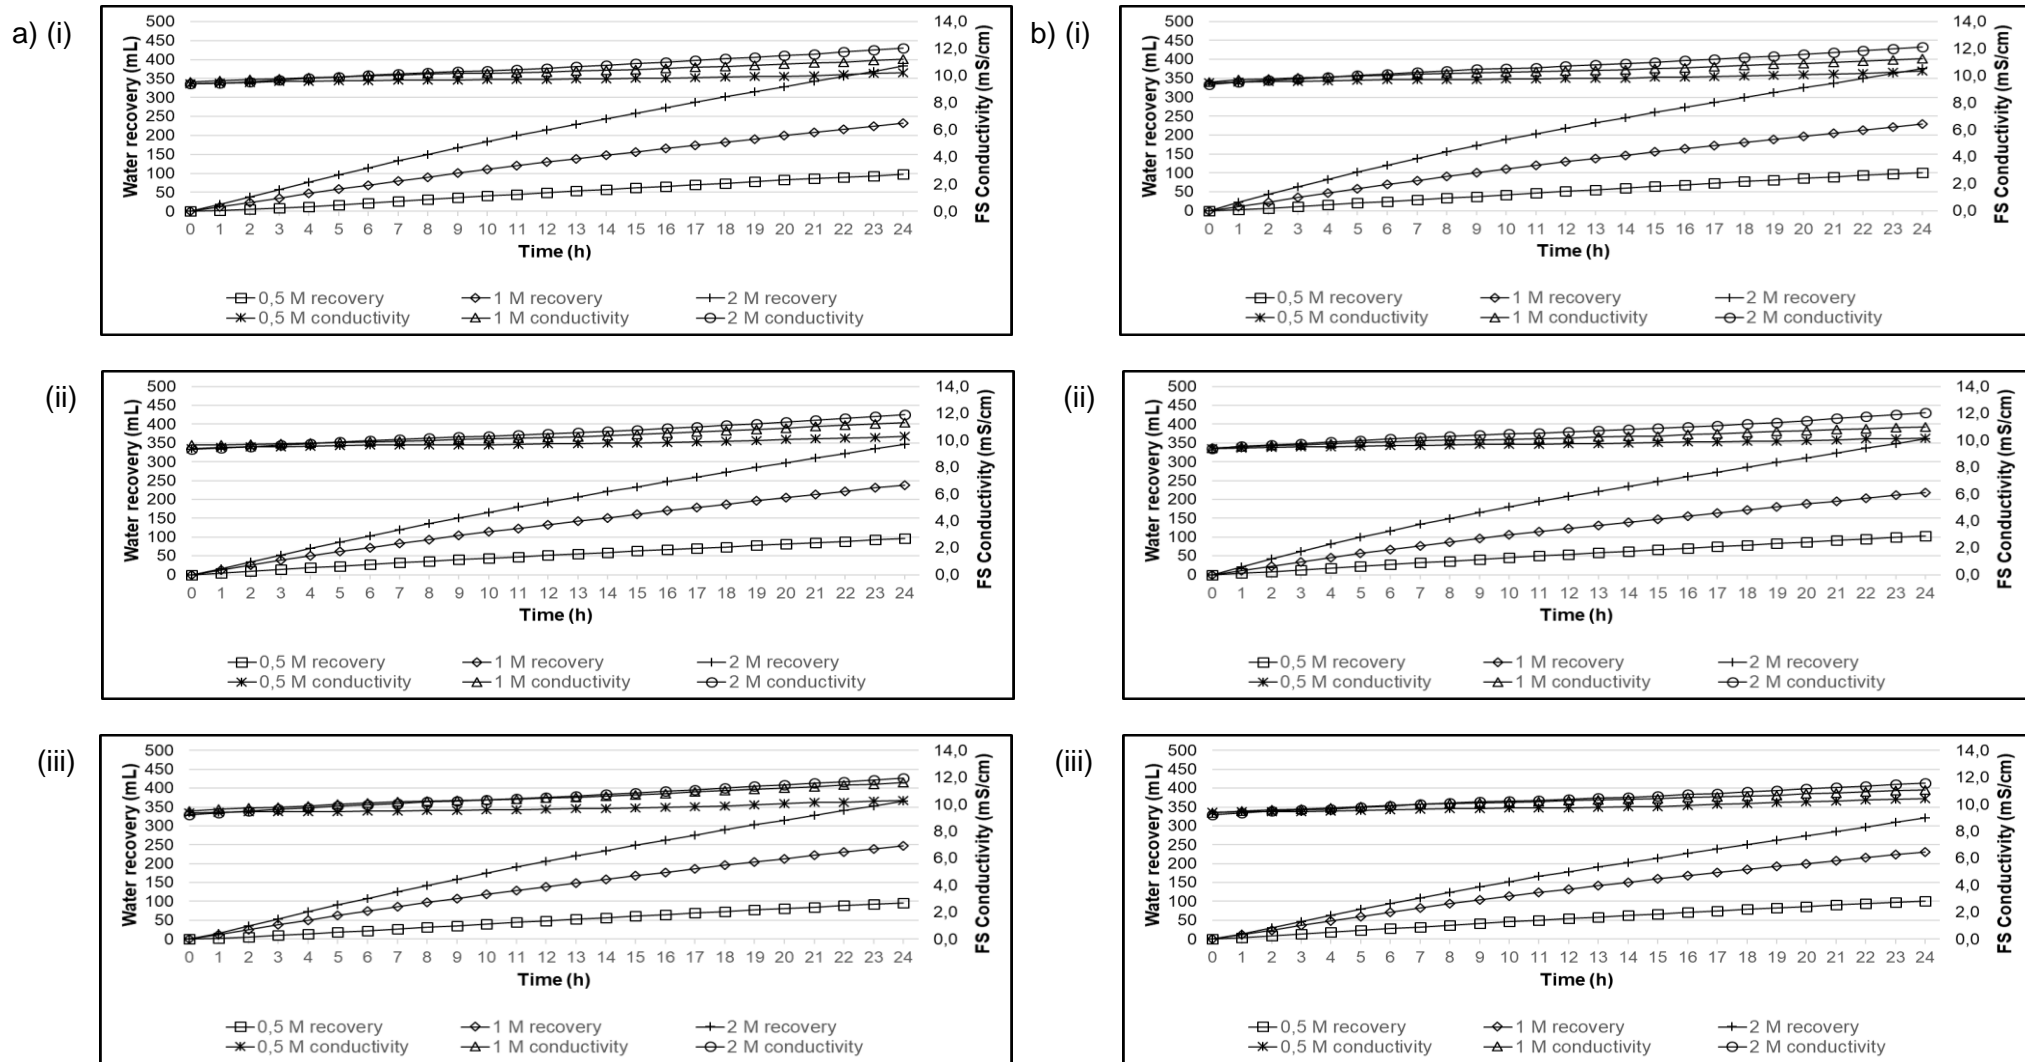 a) (i)
Water recovery (mL)
500
450
400
350
300
250
200
150
100
50
0
14,0
12,0
10,0
8,0
6,0
4,0
2,0
0,0
FS Conductivity (mS/cm)
0 1 2 3 4 5 6 7 8 9 10 11 12 13 14 15 16 17 18 19 20 21 22 23 24
Time (h)
0,5 M recovery 1 M recovery 2 M recovery
0,5 M conductivity 1 M conductivity 2 M conductivity
b) (i)
Water recovery (mL)
500
450
400
350
300
250
200
150
100
50
0
14,0
12,0
10,0
8,0
6,0
4,0
2,0
0,0
FS Conductivity (mS/cm)
0 1 2 3 4 5 6 7 8 9 10 11 12 13 14 15 16 17 18 19 20 21 22 23 24
Time (h)
0,5 M recovery 1 M recovery 2 M recovery
0,5 M conductivity 1 M conductivity 2 M conductivity
(ii)
Water recovery (mL)
500
450
400
350
300
250
200
150
100
50
0
14,0
12,0
10,0
8,0
6,0
4,0
2,0
0,0
FS Conductivity (mS/cm)
0 1 2 3 4 5 6 7 8 9 10 11 12 13 14 15 16 17 18 19 20 21 22 23 24
Time (h)
0,5 M recovery 1 M recovery 2 M recovery
0,5 M conductivity 1 M conductivity 2 M conductivity
(ii)
Water recovery (mL)
500
450
400
350
300
250
200
150
100
50
0
14,0
12,0
10,0
8,0
6,0
4,0
2,0
0,0
FS Conductivity (mS/cm)
0 1 2 3 4 5 6 7 8 9 10 11 12 13 14 15 16 17 18 19 20 21 22 23 24
Time (h)
0,5 M recovery 1 M recovery 2 M recovery
0,5 M conductivity 1 M conductivity 2 M conductivity
(iii)
Water recovery (mL)
500
450
400
350
300
250
200
150
100
50
0
14,0
12,0
10,0
8,0
6,0
4,0
2,0
0,0
FS Conductivity (mS/cm)
0 1 2 3 4 5 6 7 8 9 10 11 12 13 14 15 16 17 18 19 20 21 22 23 24
Time (h)
0,5 M recovery 1 M recovery 2 M recovery
0,5 M conductivity 1 M conductivity 2 M conductivity
(iii)
Water recovery (mL)
500
450
400
350
300
250
200
150
100
50
0
14,0
12,0
10,0
8,0
6,0
4,0
2,0
0,0
FS Conductivity (mS/cm)
0 1 2 3 4 5 6 7 8 9 10 11 12 13 14 15 16 17 18 19 20 21 22 23 24
Time (h)
0,5 M recovery 1 M recovery 2 M recovery
0,5 M conductivity 1 M conductivity 2 M conductivity